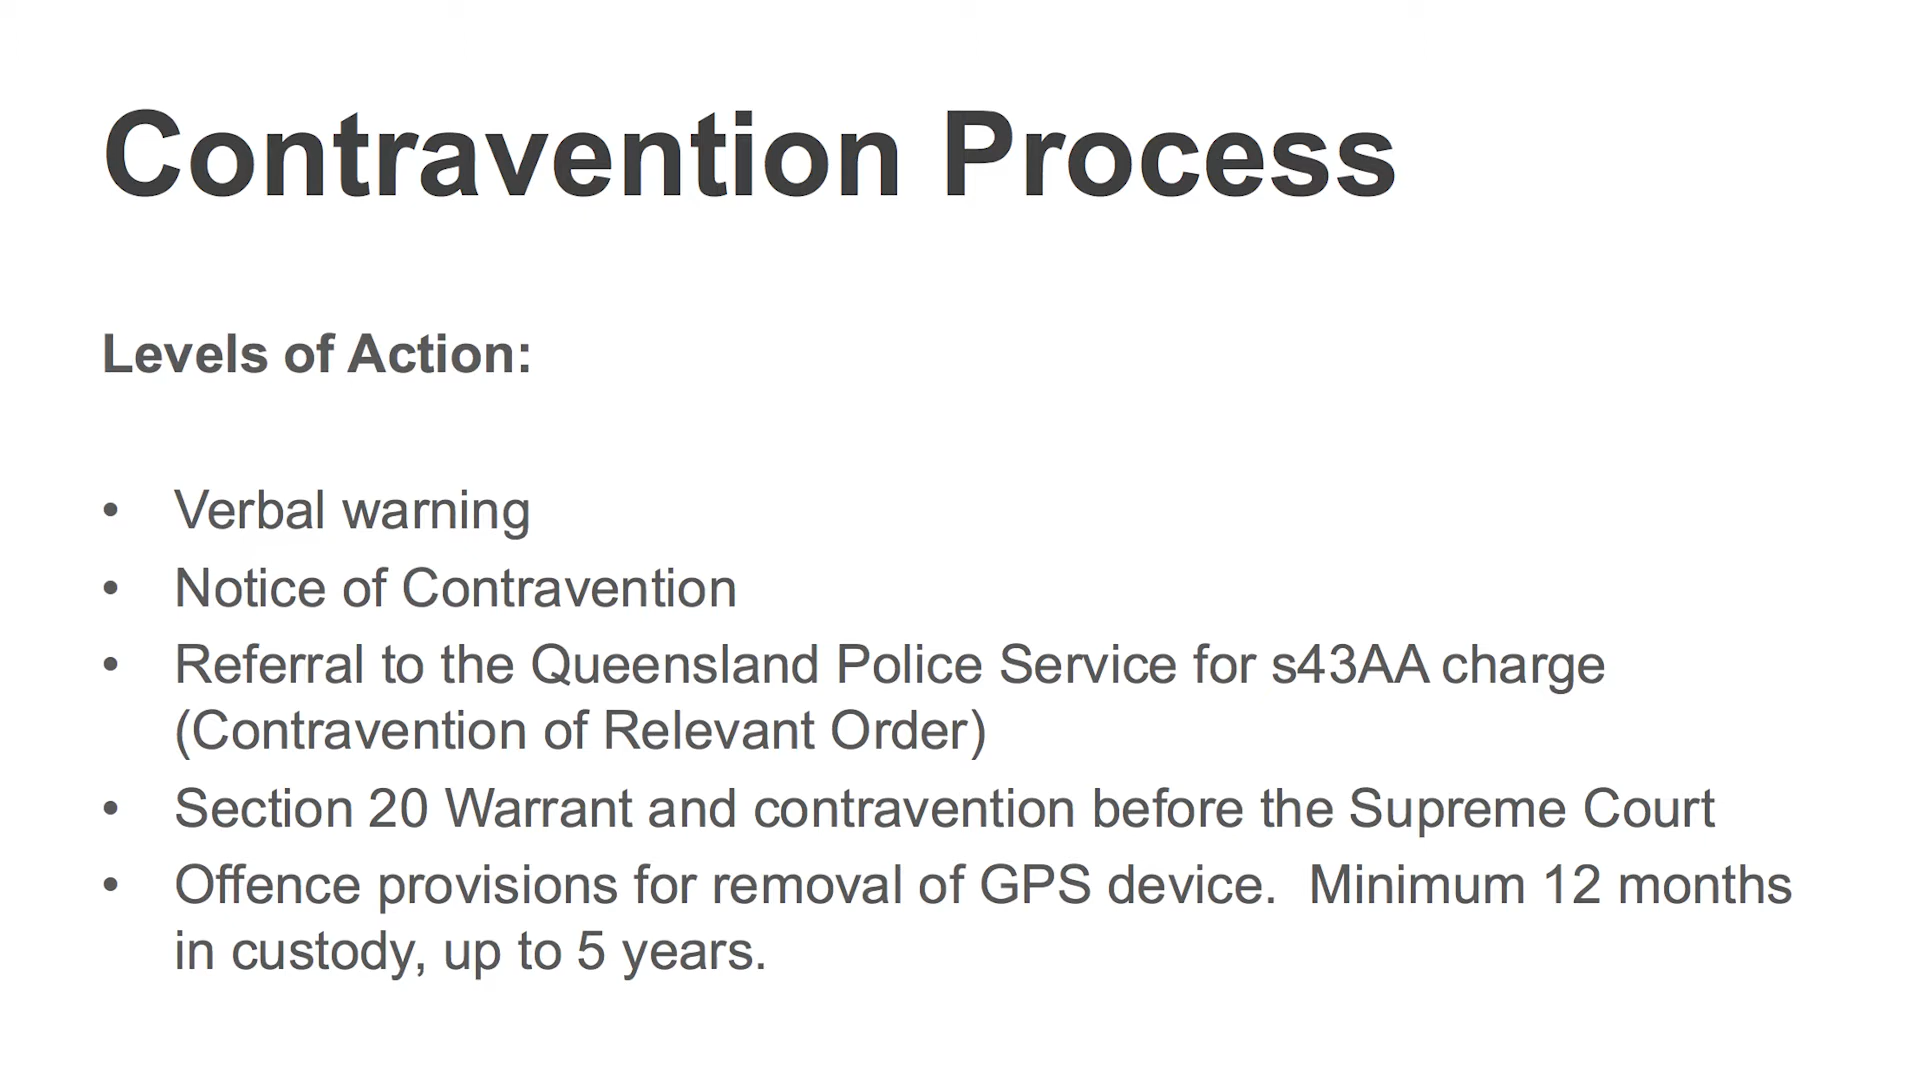 Contravention Process
Levels of Action:
• Verbal warning
• Notice of Contravention
• Referral to the Queensland Police Service for s43AA charge
(Contravention of Relevant Order)
• Section 20 Warrant and contravention before the Supreme Court
• Offence provisions for removal of GPS device.  Minimum 12 months
in custody, up to 5 years.